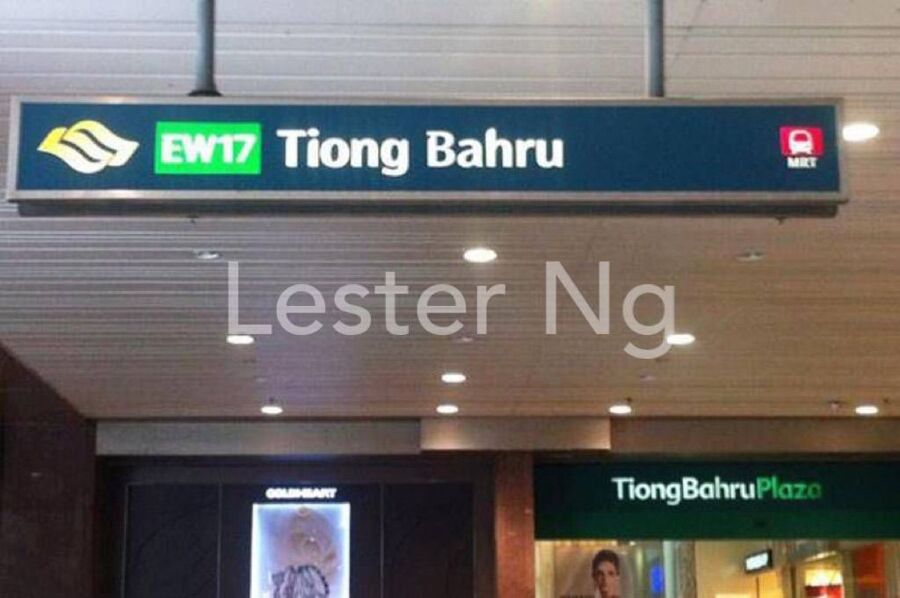 EW17 Tiong Bahru
MRT
Lester Ng
GOLDHEART
TiongBahruPlaza